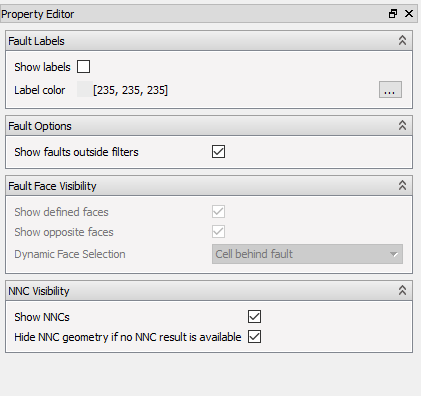 Property Editor
Fault Labels
Show labels
Label color [235, 235, 235] ...
Fault Options
Show faults outside filters
Fault Face Visibility
Show defined faces
Show opposite faces
Dynamic Face Selection Cell behind fault
NNC Visibility
Show NNCs
Hide NNC geometry if no NNC result is available